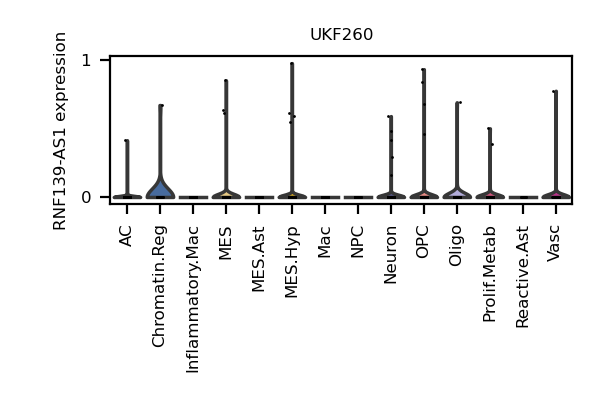 UKF260
RNF139-AS1 expression
1
0
AC
Chromatin.Reg
Inflammatory.Mac
MES
MES.Ast
MES.Hyp
Mac
NPC
Neuron
OPC
Oligo
Prolif.Metab
Reactive.Ast
Vasc